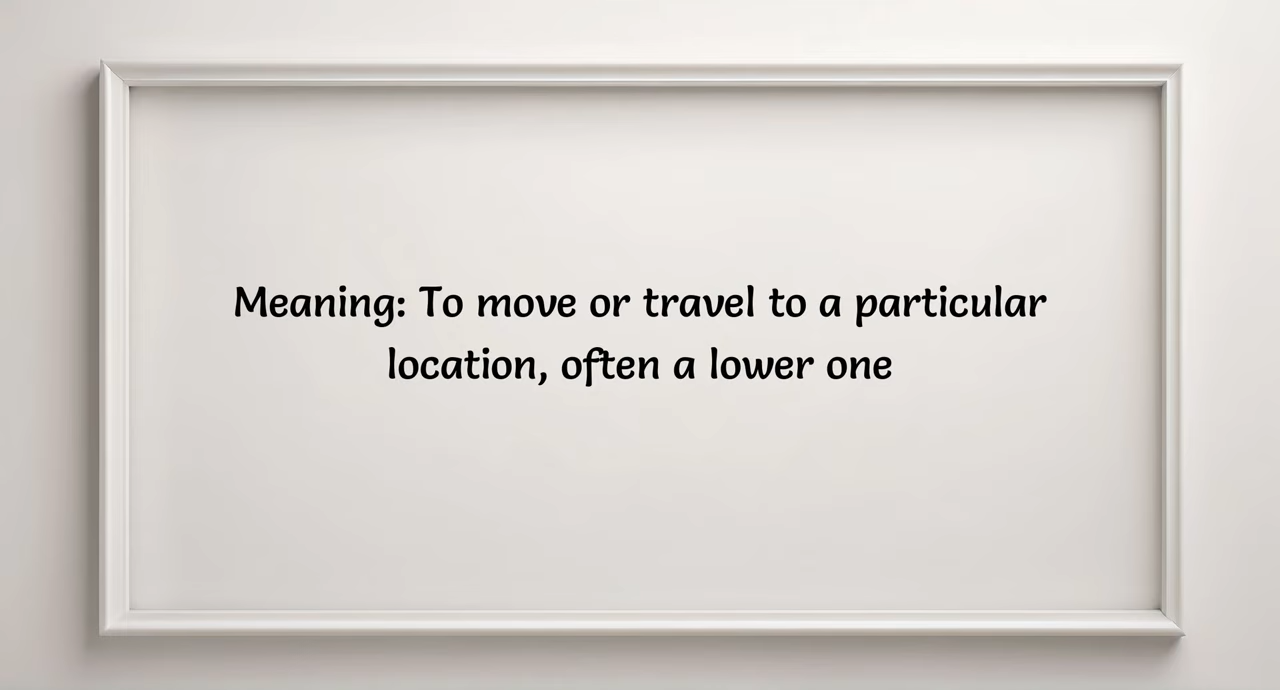 Meaning: To move or travel to a particular
location, often a lower one